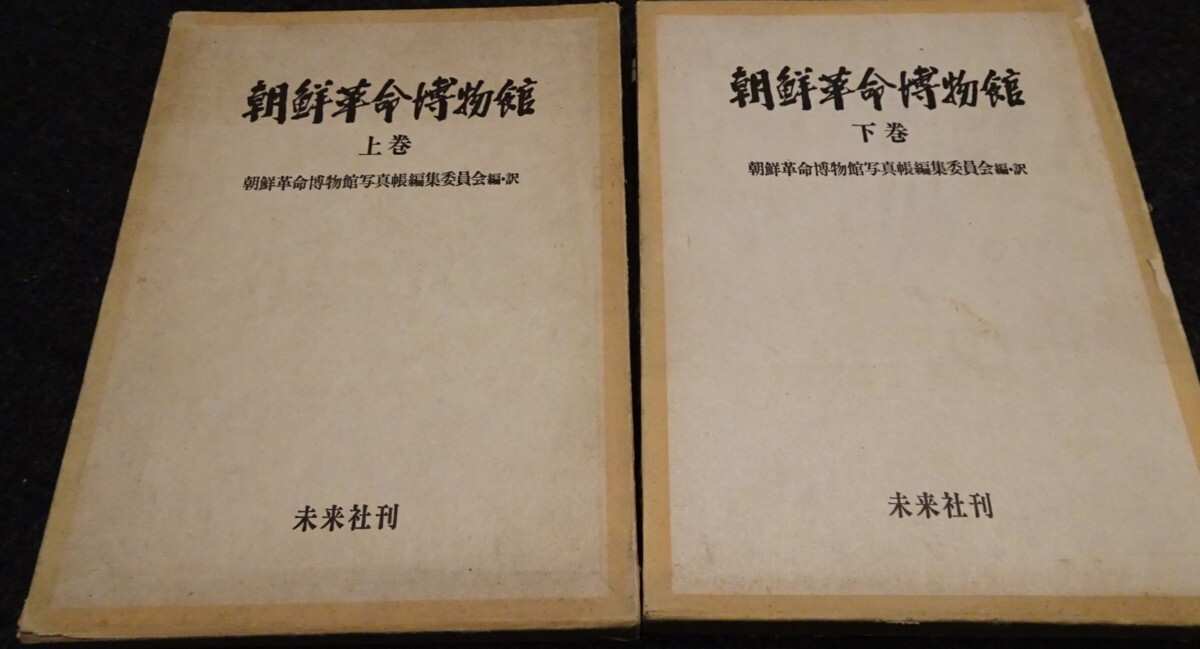 朝鮮革命博物館
上巻
朝鮮革命博物館写真帳編集委員会編・訳
未来社刊
朝鮮革命博物館
下巻
朝鮮革命博物館写真帳編集委員会編・訳
未来社刊